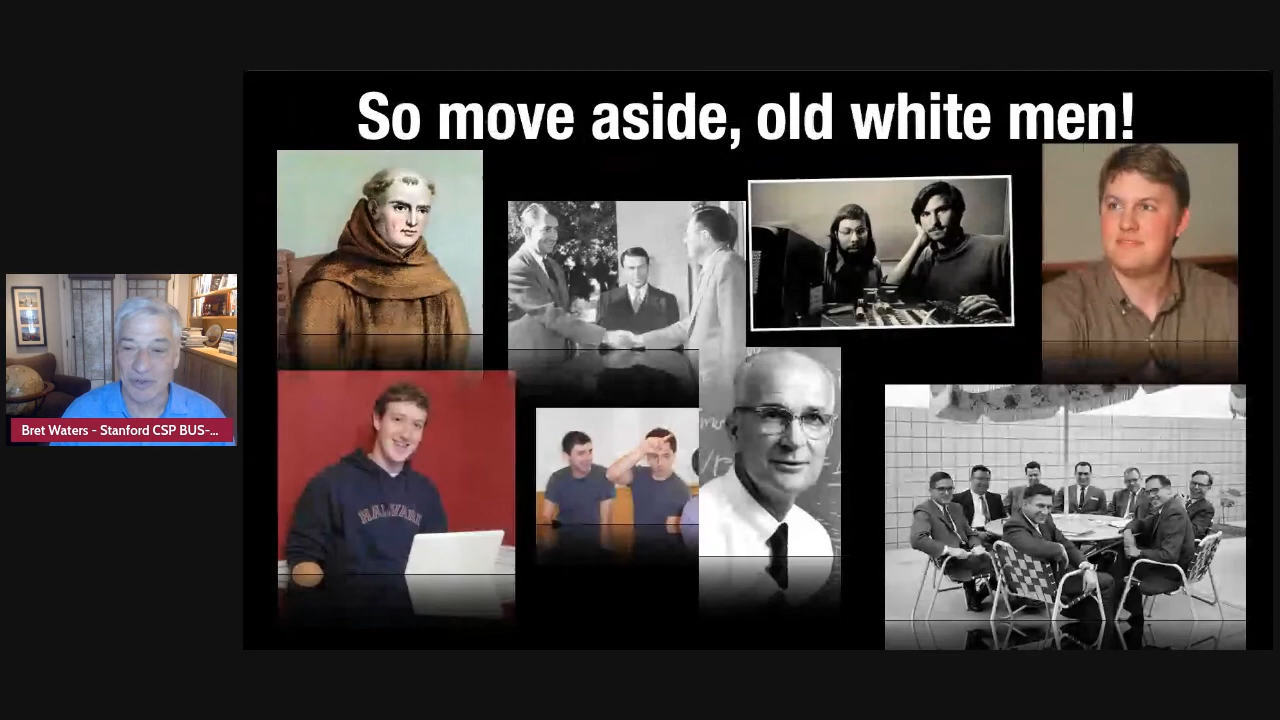 So move aside, old white men!
Bret Waters - Stanford CSP BUS-...
HARVARD